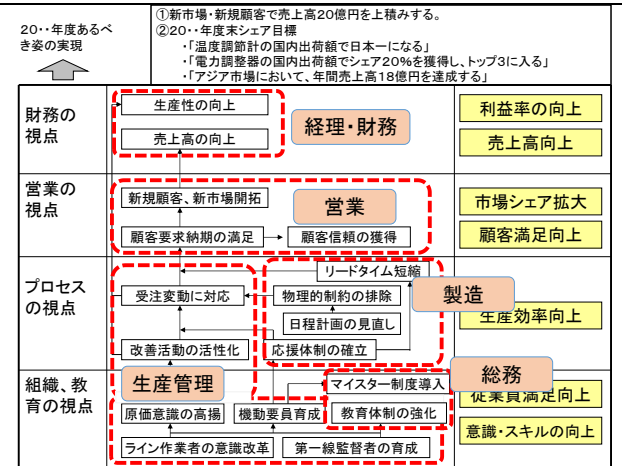 20・・年度あるべ
き姿の実現
①新市場・新規顧客で売上高20億円を上積みする。
②20・・年度末シェア目標
・「温度調節計の国内出荷額で日本一になる」
・「電力調整器の国内出荷額でシェア20%を獲得し、トップ3に入る」
・「アジア市場において、年間売上高18億円を達成する」
財務の
視点
生産性の向上
売上高の向上
経理・財務
利益率の向上
売上高向上
営業の
視点
新規顧客、新市場開拓
営業
顧客要求納期の満足
顧客信頼の獲得
市場シェア拡大
顧客満足向上
プロセス
の視点
リードタイム短縮
受注変動に対応
物理的制約の排除
製造
日程計画の見直し
生産効率向上
改善活動の活性化
応援体制の確立
組織、教
育の視点
生産管理
マイスター制度導入
総務
従業員満足向上
原価意識の高揚
機動要員育成
教育体制の強化
意識・スキルの向上
ライン作業者の意識改革
第一線監督者の育成